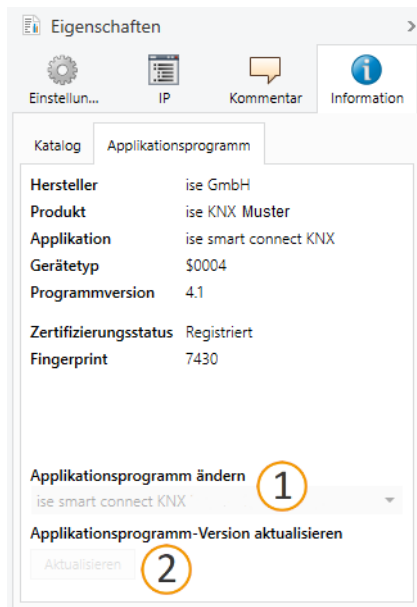 Eigenschaften
Einstellun... IP Kommentar Information
Katalog Applikationsprogramm
Hersteller ise GmbH
Produkt ise KNX Muster
Applikation ise smart connect KNX
Gerätetyp $0004
Programmversion 4.1
Zertifizierungsstatus Registriert
Fingerprint 7430
Applikationsprogramm ändern
1
ise smart connect KNX
Applikationsprogramm-Version aktualisieren
Aktualisieren 2